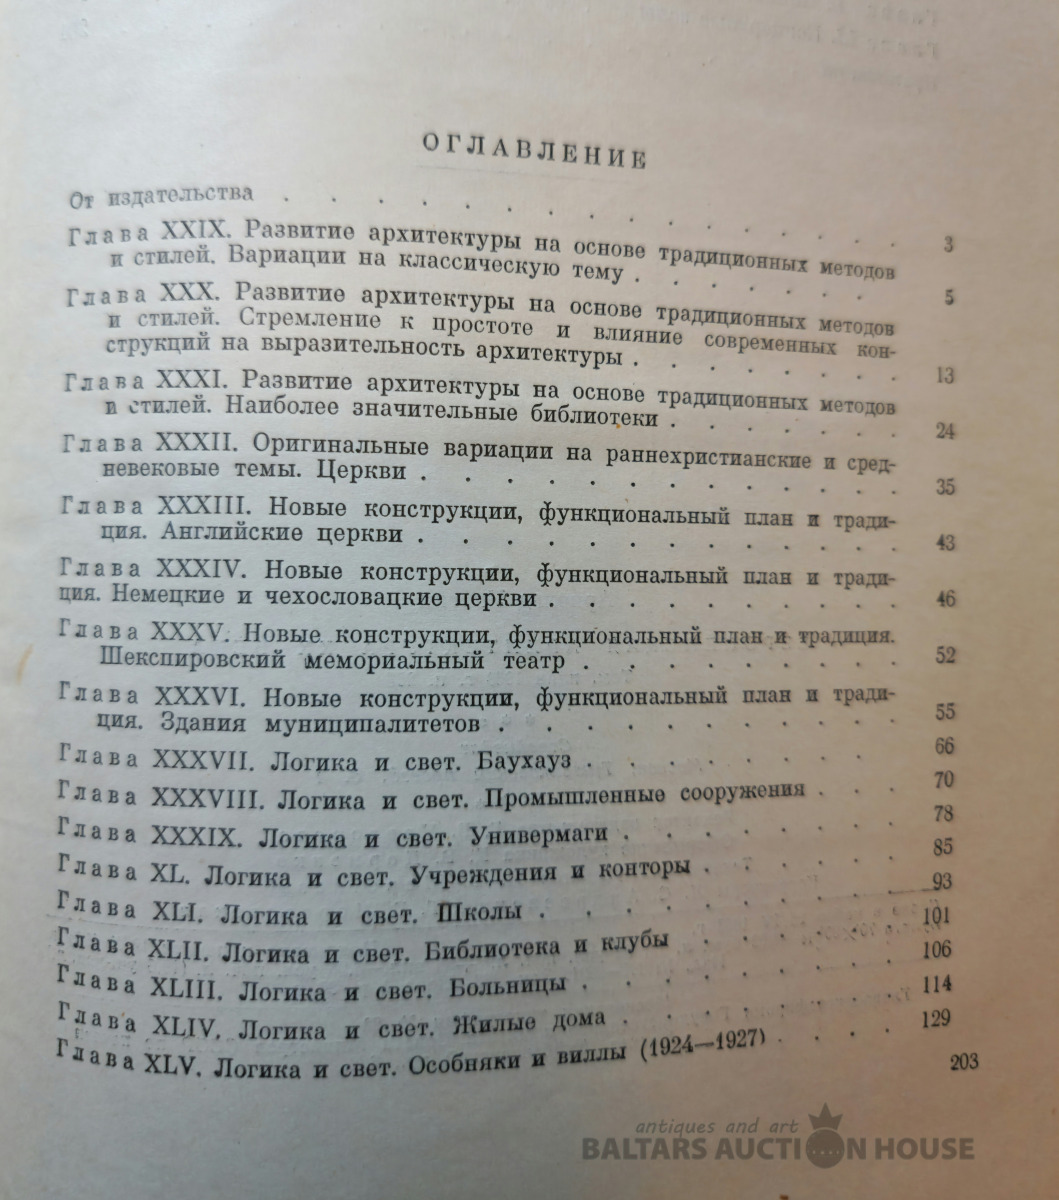 ОГЛАВЛЕНИЕ
От издательства . . . . . . . . . . . . . 3
Глава XXIX. Развитие архитектуры на основе традиционных методов
и стилей. Вариации на классическую тему . . . . . . . 5
Глава XXX. Развитие архитектуры на основе традиционных методов
и стилей. Стремление к простоте и влияние современных кон-
струкций на выразительность архитектуры . . . . . . . 13
Глава XXXI. Развитие архитектуры на основе традиционных методов
и стилей. Наиболее значительные библиотеки . . . . . . 24
Глава XXXII. Оригинальные вариации на раннехристианские и сред-
невековые темы. Церкви . . . . . . . . . . . . 35
Глава XXXIII. Новые конструкции, функциональный план и тради-
ция. Английские церкви . . . . . . . . . . . . 43
Глава XXXIV. Новые конструкции, функциональный план и тради-
ция. Немецкие и чехословацкие церкви . . . . . . . . . 46
Глава XXXV. Новые конструкции, функциональный план и традиция.
Шекспировский мемориальный театр . . . . . . . . 52
Глава XXXVI. Новые конструкции, функциональный план и тради-
ция. Здания муниципалитетов . . . . . . . . . . 55
Глава XXXVII. Логика и свет. Баухауз . . . . . . . 66
Глава XXXVIII. Логика и свет. Промышленные сооружения . . . 70
Глава XXXIX. Логика и свет. Универмаги . . . . . . . 78
Глава XL. Логика и свет. Учреждения и конторы . . . . . 85
Глава XLI. Логика и свет. Школы . . . . . . . . . 93
Глава XLII. Логика и свет. Библиотека и клубы . . . . . 101
Глава XLIII. Логика и свет. Больницы . . . . . . . . 106
Глава XLIV. Логика и свет. Жилые дома . . . . . . . 114
Глава XLV. Логика и свет. Особняки и виллы (1924—1927) . . . . 129
203
antiques and art
BALTARS AUCTION HOUSE